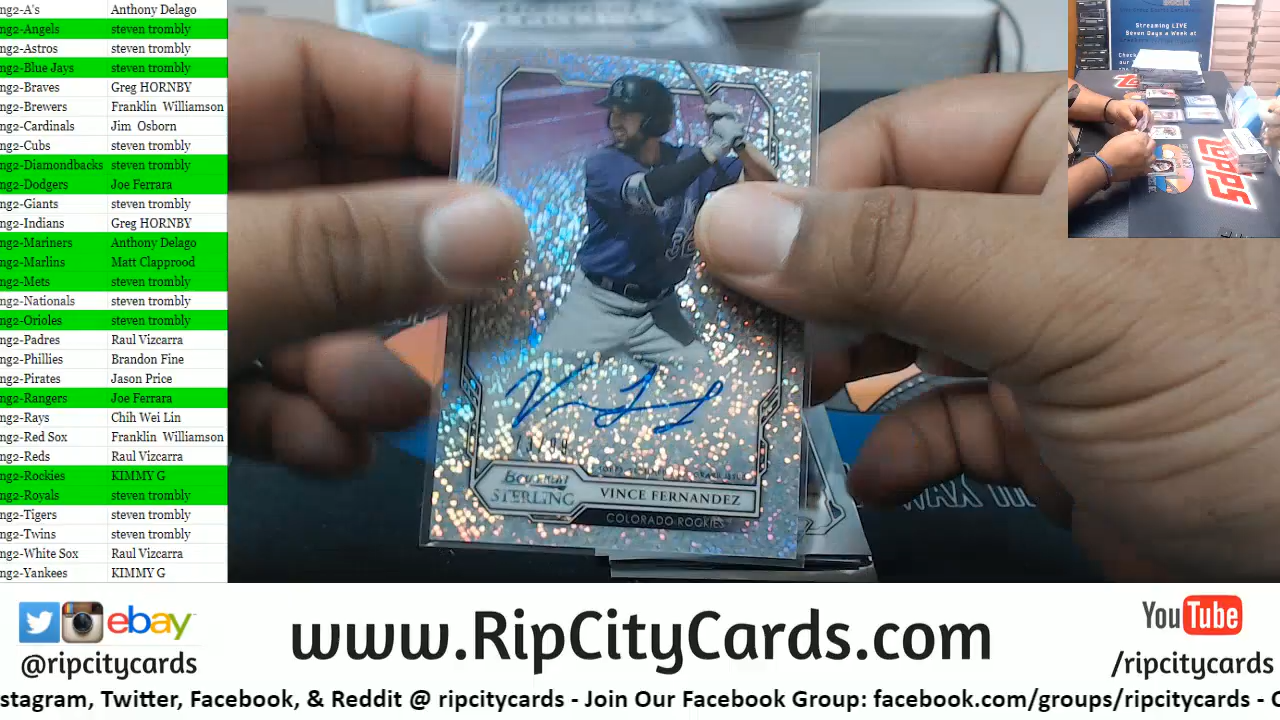 ng2-A's Anthony Delago
ng2-Angels steven trombly
ng2-Astros steven trombly
ng2-Blue Jays steven trombly
ng2-Braves Greg HORNBY
ng2-Brewers Franklin Williamson
ng2-Cardinals Jim Osborn
ng2-Cubs steven trombly
ng2-Diamondbacks steven trombly
ng2-Dodgers Joe Ferrara
ng2-Giants steven trombly
ng2-Indians Greg HORNBY
ng2-Mariners Anthony Delago
ng2-Marlins Matt Clapprood
ng2-Mets steven trombly
ng2-Nationals steven trombly
ng2-Orioles steven trombly
ng2-Padres Raul Vizcarra
ng2-Phillies Brandon Fine
ng2-Pirates Jason Price
ng2-Rangers Joe Ferrara
ng2-Rays Chih Wei Lin
ng2-Red Sox Franklin Williamson
ng2-Reds Raul Vizcarra
ng2-Rockies KIMMY G
ng2-Royals steven trombly
ng2-Tigers steven trombly
ng2-Twins steven trombly
ng2-White Sox Raul Vizcarra
ng2-Yankees KIMMY G
Bowman
STERLING
VINCE FERNANDEZ
COLORADO ROCKIES
Streaming LIVE
Seven Days a Week at
topps
ebay
@ripcitycards
www.RipCityCards.com
YouTube
/ripcitycards
stagram, Twitter, Facebook, & Reddit @ ripcitycards - Join Our Facebook Group: facebook.com/groups/ripcitycards -